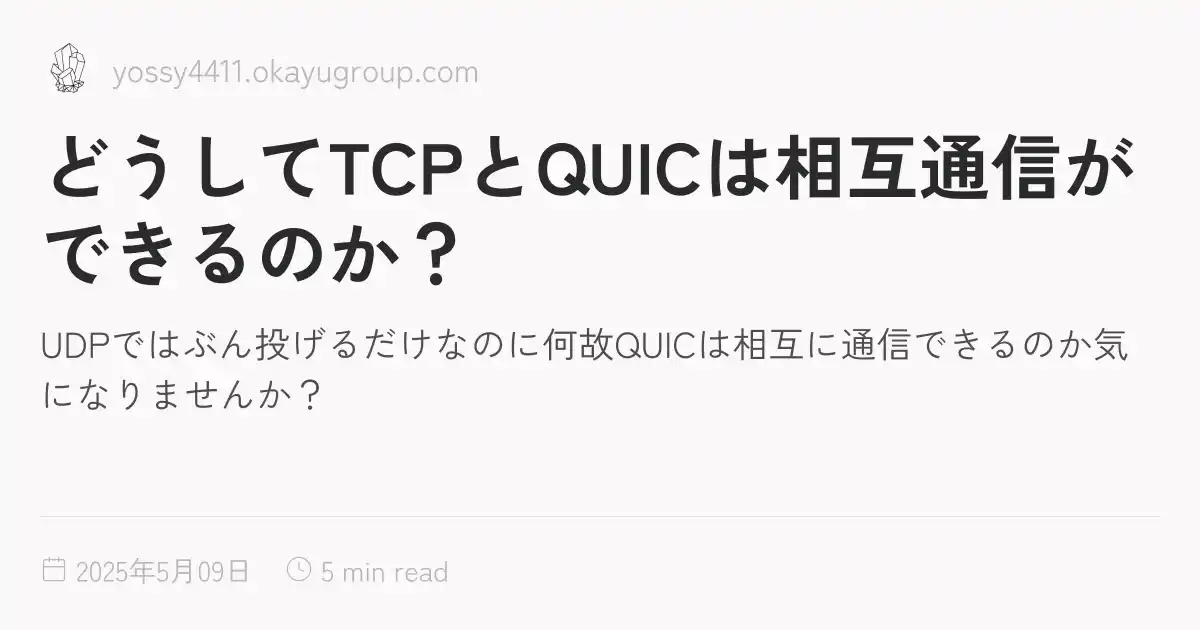 yossy4411.okayugroup.com
どうしてTCPとQUICは相互通信が
できるのか？
UDPではぶん投げるだけなのに何故QUICは相互に通信できるのか気
になりませんか？
2025年5月09日 5 min read